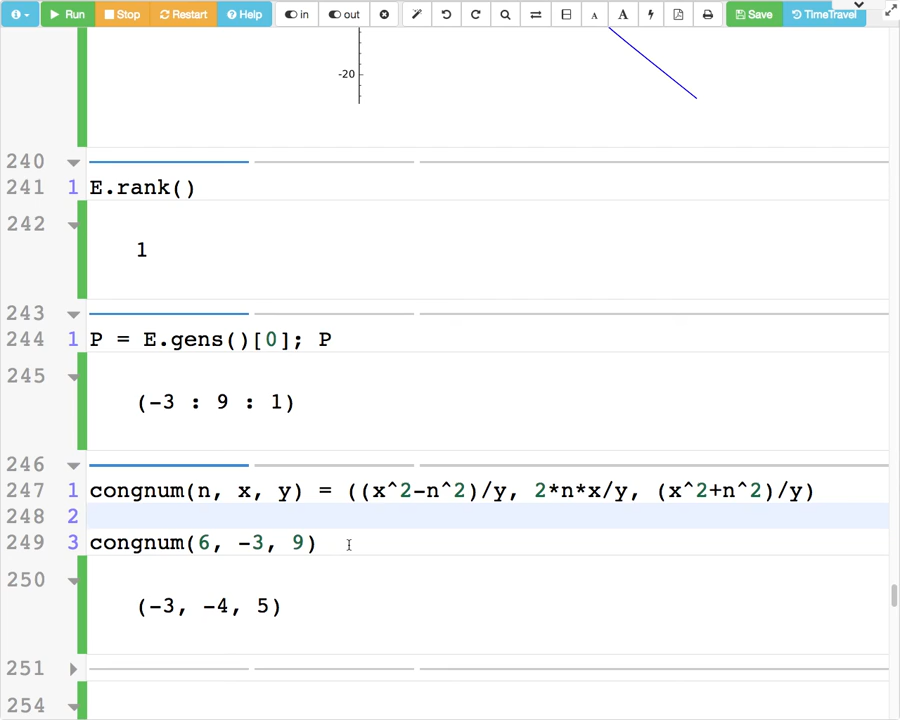 Run Stop Restart Help in out A A Save TimeTravel
-20
240
241 1 E.rank()
242
1
243
244 1 P = E.gens()[0]; P
245
(-3 : 9 : 1)
246
247 1 congnum(n, x, y) = ((x^2-n^2)/y, 2*n*x/y, (x^2+n^2)/y)
248 2
249 3 congnum(6, -3, 9)
250
(-3, -4, 5)
251
254